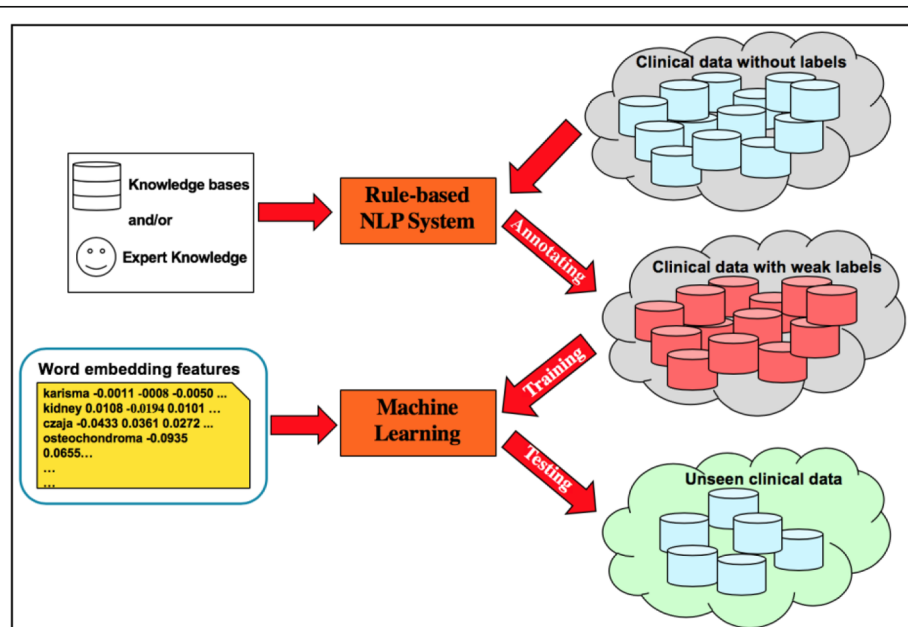 Clinical data without labels
Knowledge bases
and/or
Expert Knowledge
Rule-based
NLP System
Annotating
Clinical data with weak labels
Word embedding features
karisma -0.0011 -0008 -0.0050 ...
kidney 0.0108 -0.0194 0.0101 ...
czaja -0.0433 0.0361 0.0272 ...
osteochondroma -0.0935
0.0655...
...
...
Training
Machine
Learning
Testing
Unseen clinical data